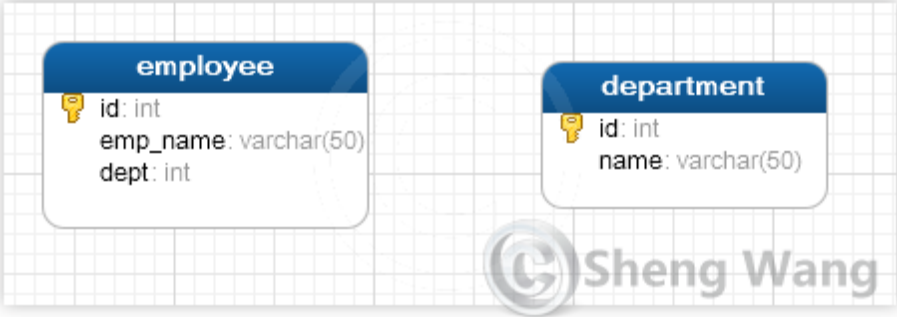 employee
id: int
emp_name: varchar(50)
dept: int
department
id: int
name: varchar(50)
©Sheng Wang